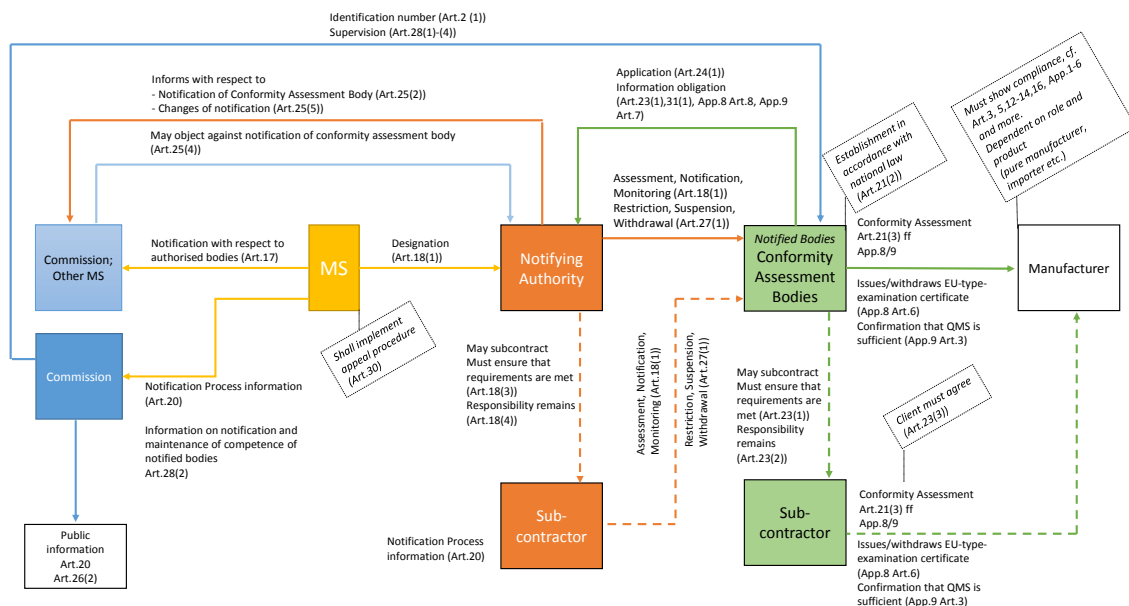 Identification number (Art.2 (1))
Supervision (Art.28(1)-(4))
Informs with respect to
- Notification of Conformity Assessment Body (Art.25(2))
- Changes of notification (Art.25(5))
May object against notification of conformity assessment body
(Art.25(4))
Application (Art.24(1))
Information obligation
(Art.23(1),31(1), App.8 Art.8, App.9
Art.7)
Assessment, Notification,
Monitoring (Art.18(1))
Restriction, Suspension,
Withdrawal (Art.27(1))
Establishment in
accordance with
national law
(Art.21(2))
Must show compliance, cf.
Art.3, 5,12-14,16, App.1-6
and more.
Dependent on role and
product
(pure manufacturer,
importer etc.)
Commission;
Other MS
Notification with respect to
authorised bodies (Art.17)
MS
Designation
(Art.18(1))
Notifying
Authority
Notified Bodies
Conformity
Assessment
Bodies
Conformity Assessment
Art.21(3) ff
App.8/9
Issues/withdraws EU-type-
examination certificate
(App.8 Art.6)
Confirmation that QMS is
sufficient (App.9 Art.3)
Manufacturer
Commission
Shall implement
appeal procedure
(Art.30)
Notification Process information
(Art.20)
Information on notification and
maintenance of competence of
notified bodies
Art.28(2)
May subcontract
Must ensure that
requirements are met
(Art.18(3))
Responsibility remains
(Art.18(4))
Assessment, Notification,
Monitoring (Art.18(1))
Restriction, Suspension,
Withdrawal (Art.27(1))
May subcontract
Must ensure that
requirements are
met (Art.23(1))
Responsibility
remains
(Art.23(2))
Client must agree
(Art.23(3))
Public
information
Art.20
Art.26(2)
Notification Process
information (Art.20)
Sub-
contractor
Sub-
contractor
Conformity Assessment
Art.21(3) ff
App.8/9
Issues/withdraws EU-type-
examination certificate
(App.8 Art.6)
Confirmation that QMS is
sufficient (App.9 Art.3)